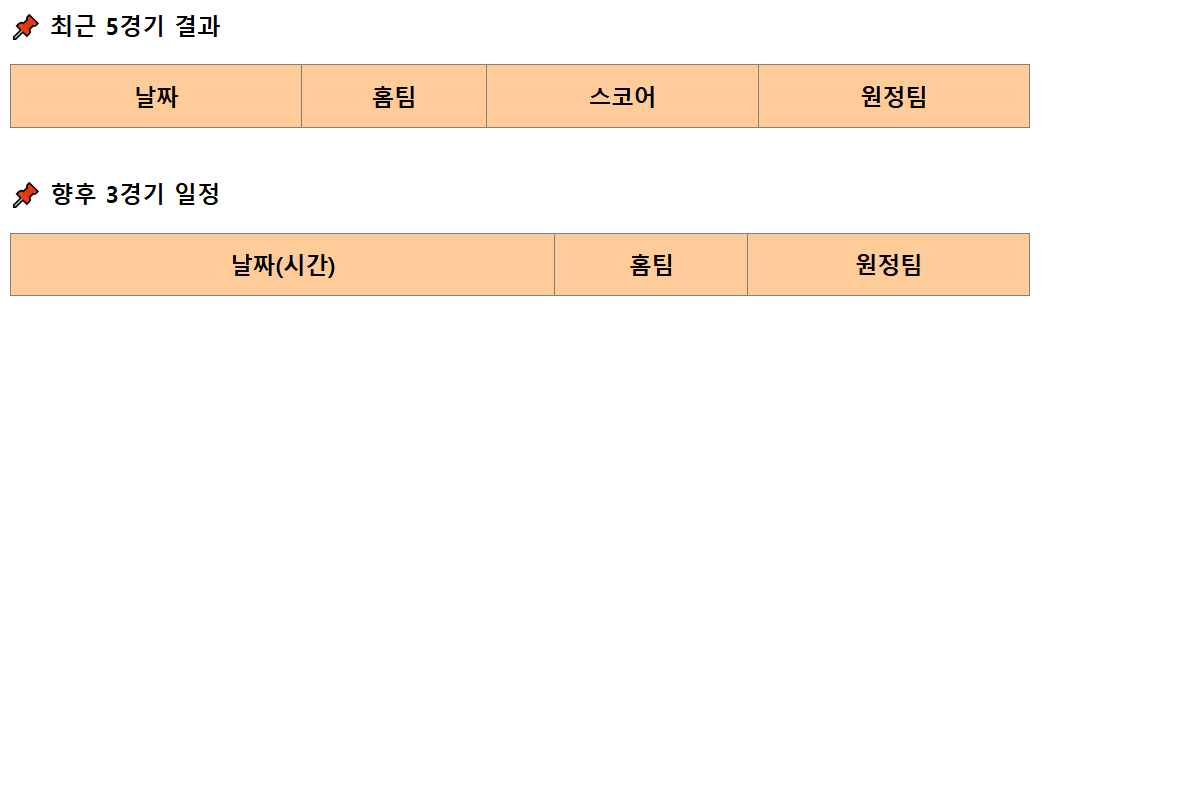 최근 5경기 결과
날짜 홈팀 스코어 원정팀
향후 3경기 일정
날짜(시간) 홈팀 원정팀